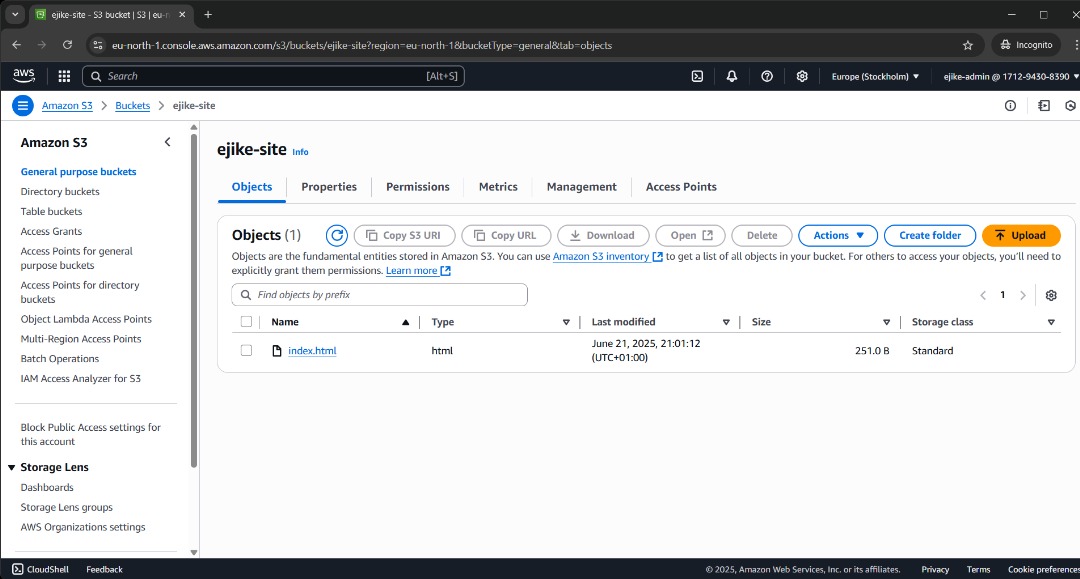 ejike-site - S3 bucket | S3 | eu-n
eu-north-1.console.aws.amazon.com/s3/buckets/ejike-site?region=eu-north-1&bucketType=general&tab=objects
Incognito
aws
Search
[Alt+S]
Europe (Stockholm)
ejike-admin @ 1712-9430-8390
Amazon S3
Buckets
ejike-site
Amazon S3
General purpose buckets
Directory buckets
Table buckets
Access Grants
Access Points for general
purpose buckets
Access Points for directory
buckets
Object Lambda Access Points
Multi-Region Access Points
Batch Operations
IAM Access Analyzer for S3
Block Public Access settings for
this account
Storage Lens
Dashboards
Storage Lens groups
AWS Organizations settings
ejike-site Info
Objects
Properties
Permissions
Metrics
Management
Access Points
Objects (1)
Copy S3 URI
Copy URL
Download
Open
Delete
Actions
Create folder
Upload
Objects are the fundamental entities stored in Amazon S3. You can use Amazon S3 inventory to get a list of all objects in your bucket. For others to access your objects, you'll need to
explicitly grant them permissions. Learn more
Find objects by prefix
1
Name
Type
Last modified
Size
Storage class
index.html
html
June 21, 2025, 21:01:12
(UTC+01:00)
251.0 B
Standard
CloudShell
Feedback
© 2025, Amazon Web Services, Inc. or its affiliates.
Privacy
Terms
Cookie preferences